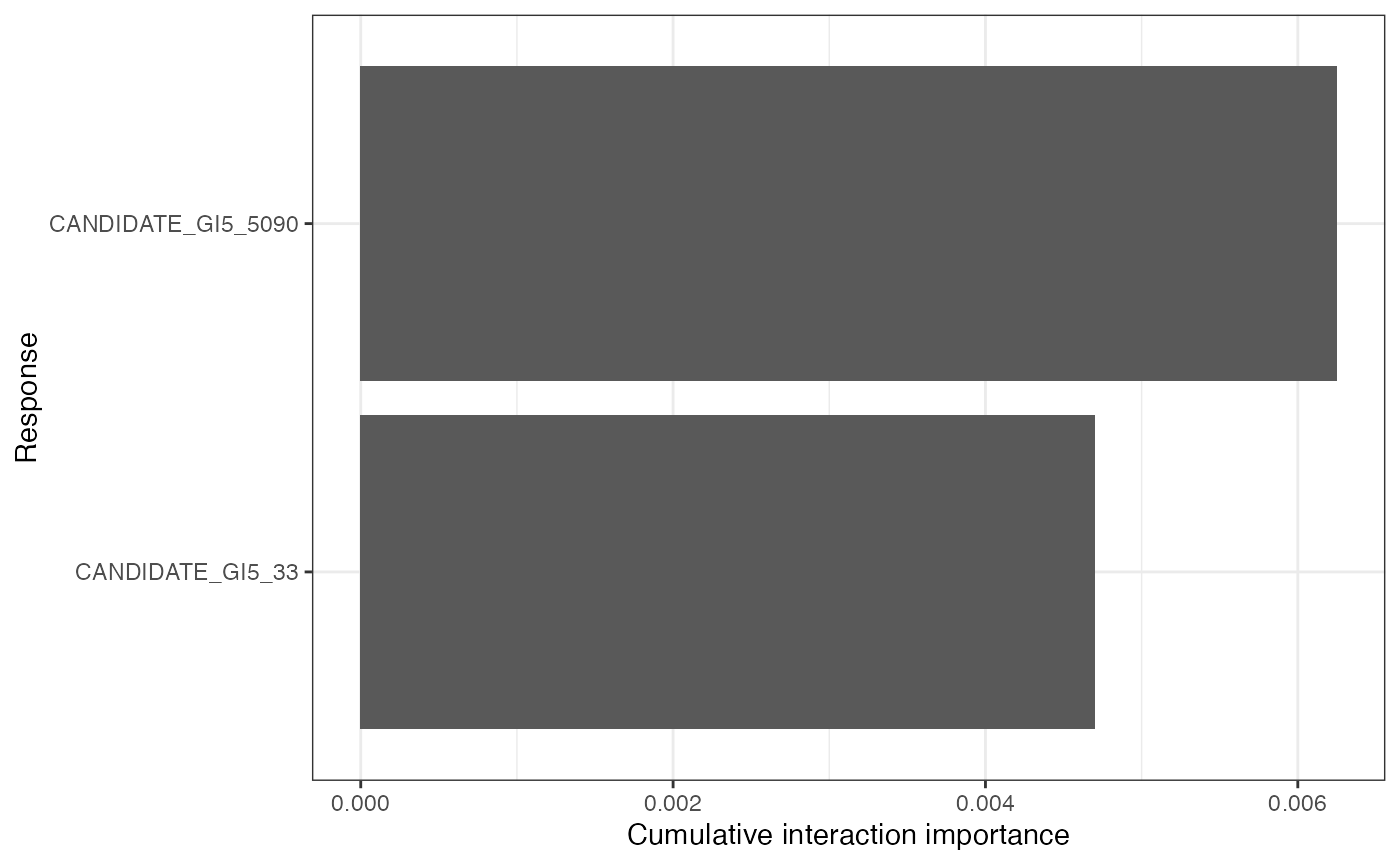 Response
CANDIDATE_GI5_5090
CANDIDATE_GI5_33
0.000
0.002
0.004
0.006
Cumulative interaction importance